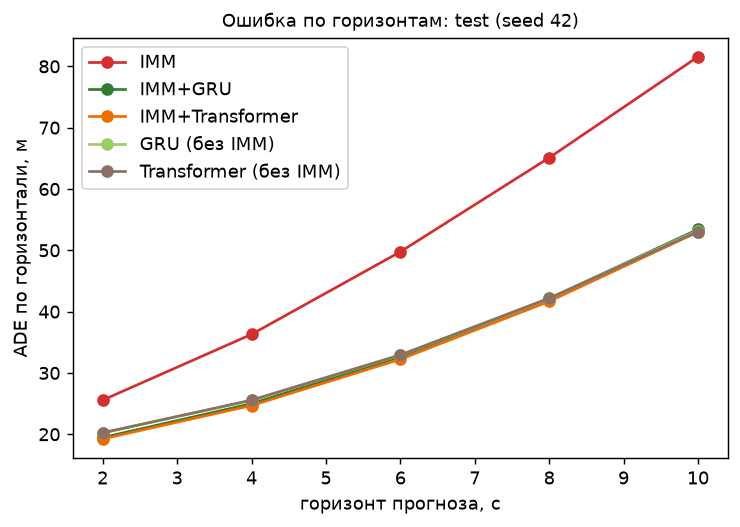 Ошибка по горизонтам: test (seed 42)
IMM
IMM+GRU
IMM+Transformer
GRU (без IMM)
Transformer (без IMM)
ADE по горизонтали, м
80
70
60
50
40
30
20
2 3 4 5 6 7 8 9 10
горизонт прогноза, с